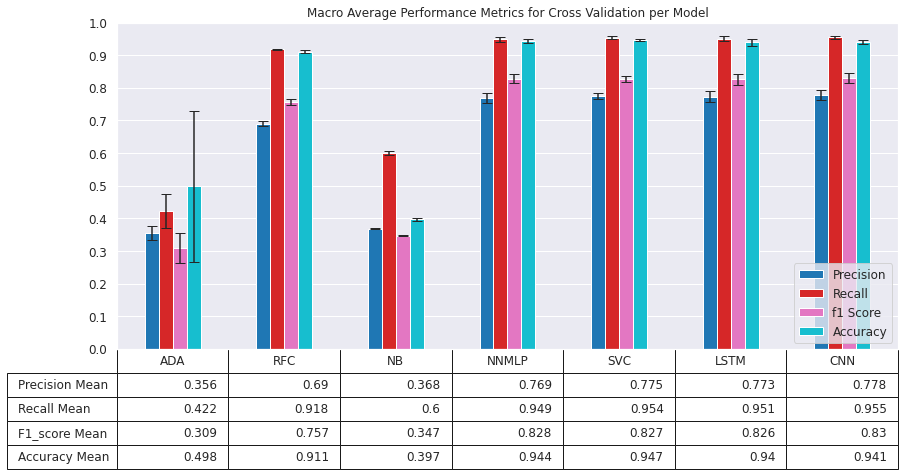 Macro Average Performance Metrics for Cross Validation per Model
1.0
0.9
0.8
0.7
0.6
0.5
0.4
0.3
0.2
0.1
0.0
Precision
Recall
f1 Score
Accuracy
ADA RFC NB NNMLP SVC LSTM CNN
Precision Mean 0.356 0.69 0.368 0.769 0.775 0.773 0.778
Recall Mean 0.422 0.918 0.6 0.949 0.954 0.951 0.955
F1_score Mean 0.309 0.757 0.347 0.828 0.827 0.826 0.83
Accuracy Mean 0.498 0.911 0.397 0.944 0.947 0.94 0.941